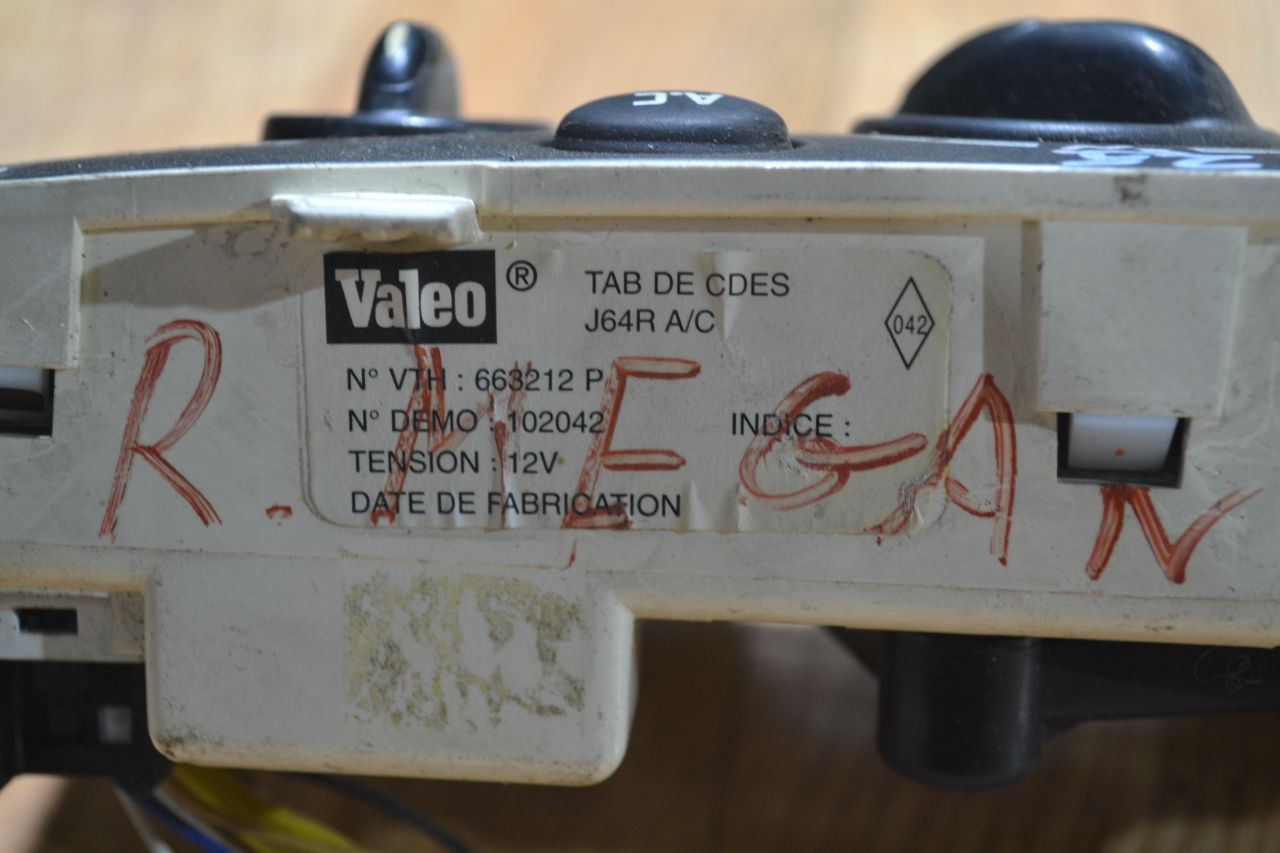 A.C
Valeo ®
TAB DE CDES
J64R A/C
042
N° VTH : 663212 P
N° DEMO : 102042 INDICE :
TENSION : 12V
DATE DE FABRICATION
R. MEGAN